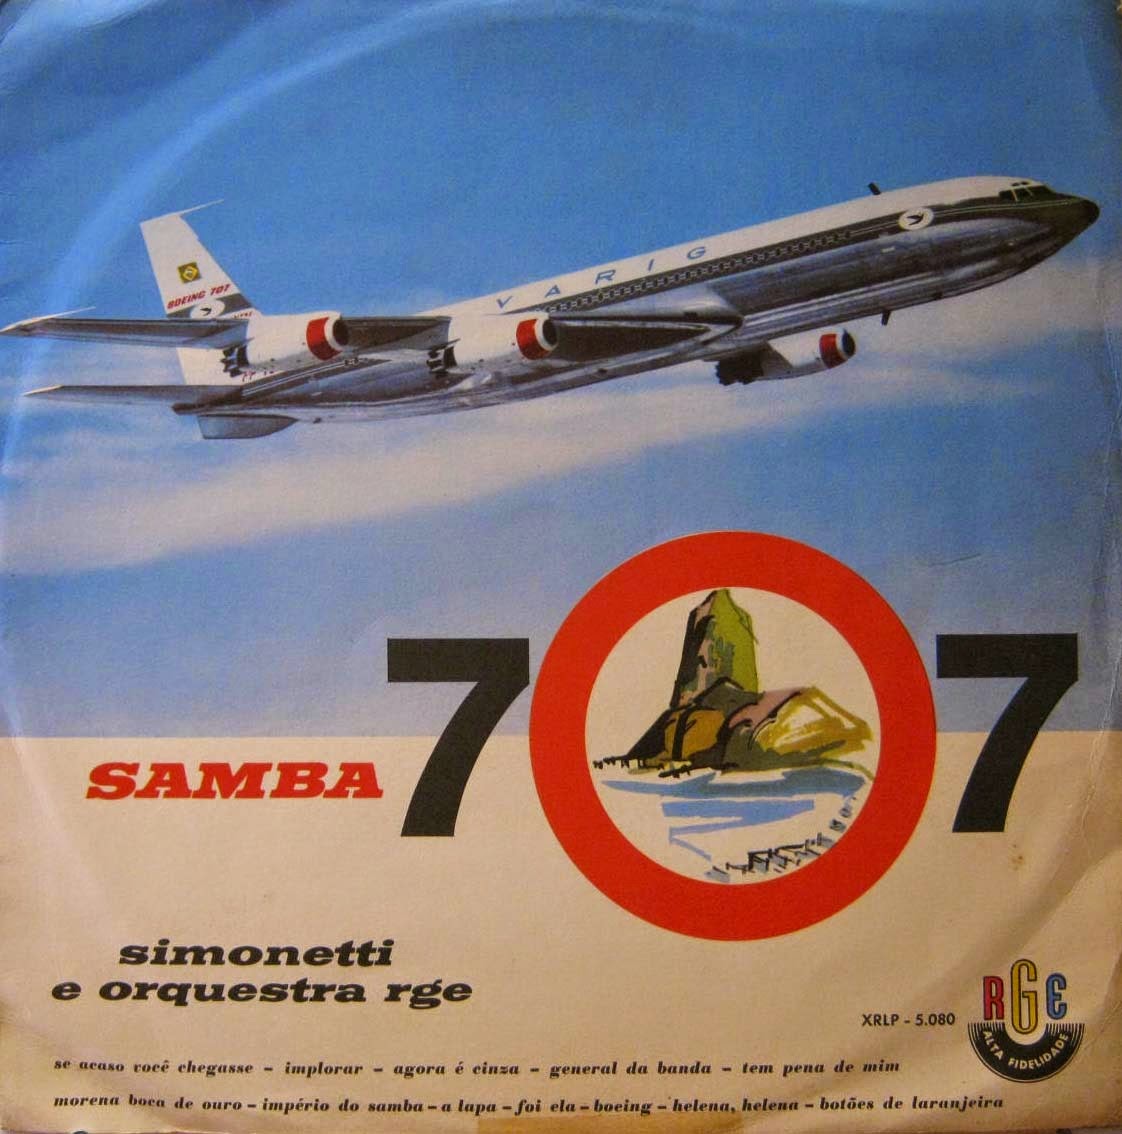 VARIG
BOEING 707
SAMBA 707
simonetti
e orquestra rge
XRLP - 5.080
RGE
ALTA FIDELIDADE
se acaso você chegasse - implorar - agora é cinza - general da banda - tem pena de mim
morena boca de ouro - império do samba - a lapa - foi ela - boeing - helena, helena - botões de laranjeira